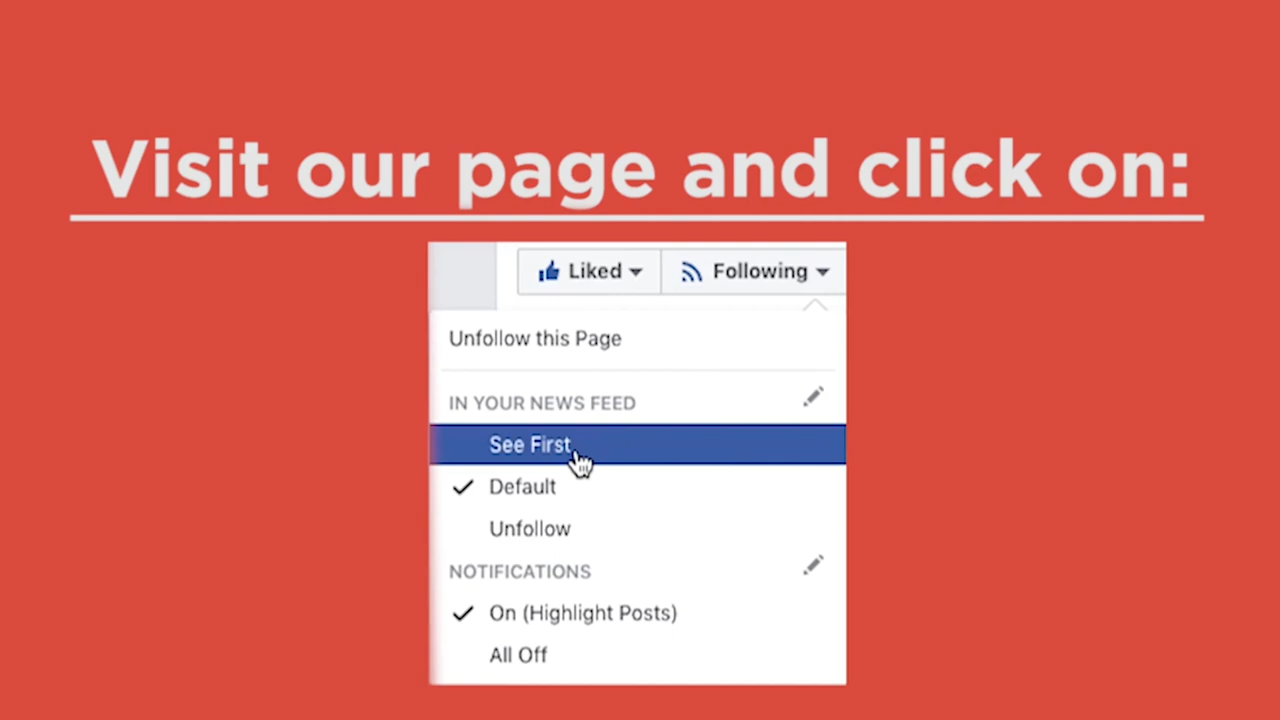 Visit our page and click on:
Liked Following
Unfollow this Page
IN YOUR NEWS FEED
See First
Default
Unfollow
NOTIFICATIONS
On (Highlight Posts)
All Off